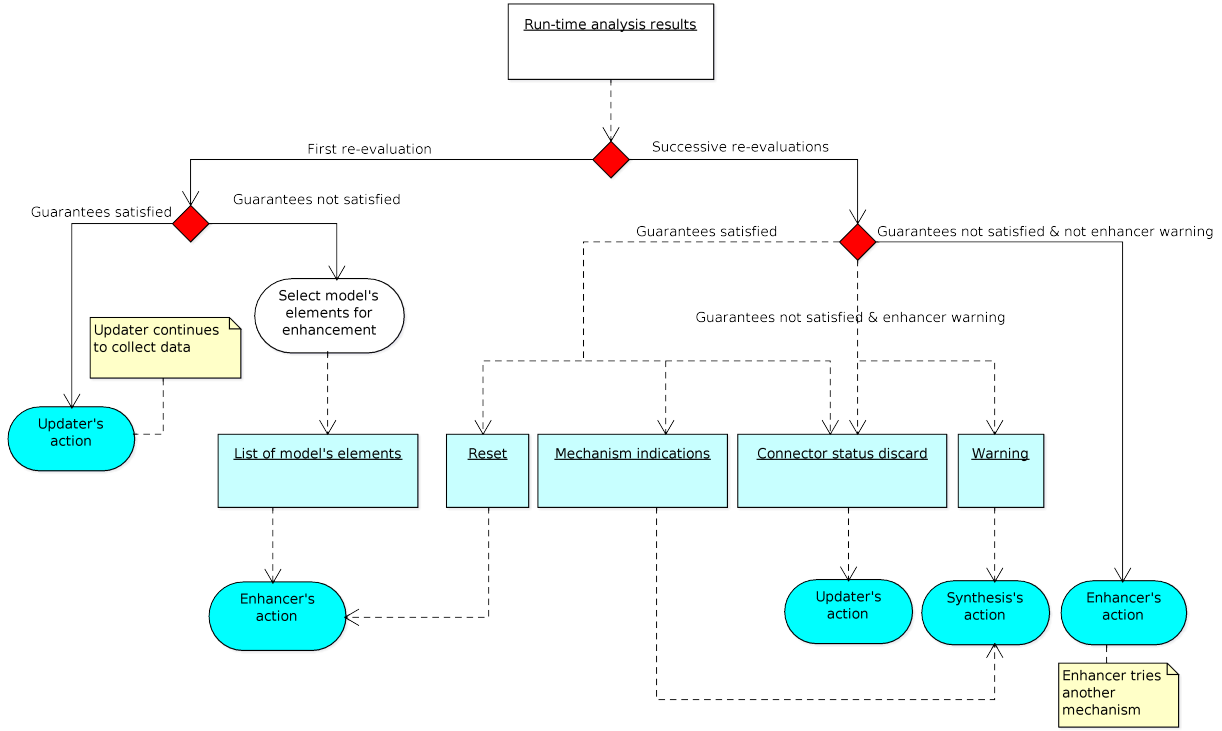 Run-time analysis results
First re-evaluation
Successive re-evaluations
Guarantees satisfied
Guarantees not satisfied
Guarantees satisfied
Guarantees not satisfied & not enhancer warning
Select model's
elements for
enhancement
Updater continues
to collect data
Guarantees not satisfied & enhancer warning
Updater's
action
List of model's elements
Reset
Mechanism indications
Connector status discard
Warning
Enhancer's
action
Updater's
action
Synthesis's
action
Enhancer's
action
Enhancer tries
another
mechanism